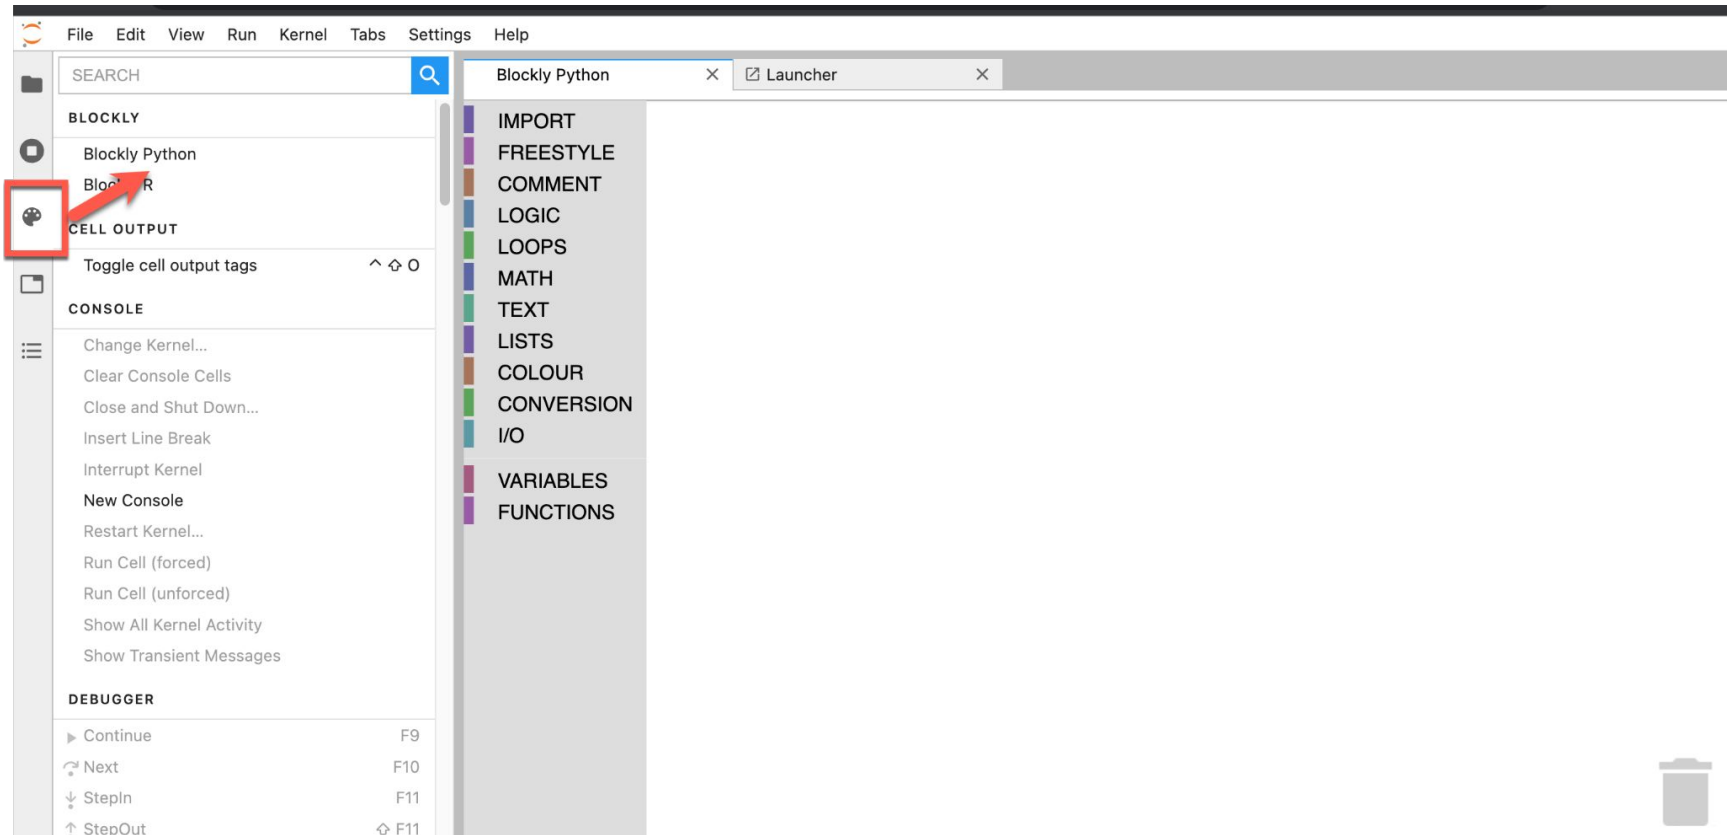 File Edit View Run Kernel Tabs Settings Help
SEARCH
BLOCKLY
Blockly Python
R
CELL OUTPUT
Toggle cell output tags ^ ⇧ O
CONSOLE
Change Kernel...
Clear Console Cells
Close and Shut Down...
Insert Line Break
Interrupt Kernel
New Console
Restart Kernel...
Run Cell (forced)
Run Cell (unforced)
Show All Kernel Activity
Show Transient Messages
DEBUGGER
Continue F9
Next F10
StepIn F11
StepOut ⇧ F11
Blockly Python
Launcher
IMPORT
FREESTYLE
COMMENT
LOGIC
LOOPS
MATH
TEXT
LISTS
COLOUR
CONVERSION
I/O
VARIABLES
FUNCTIONS